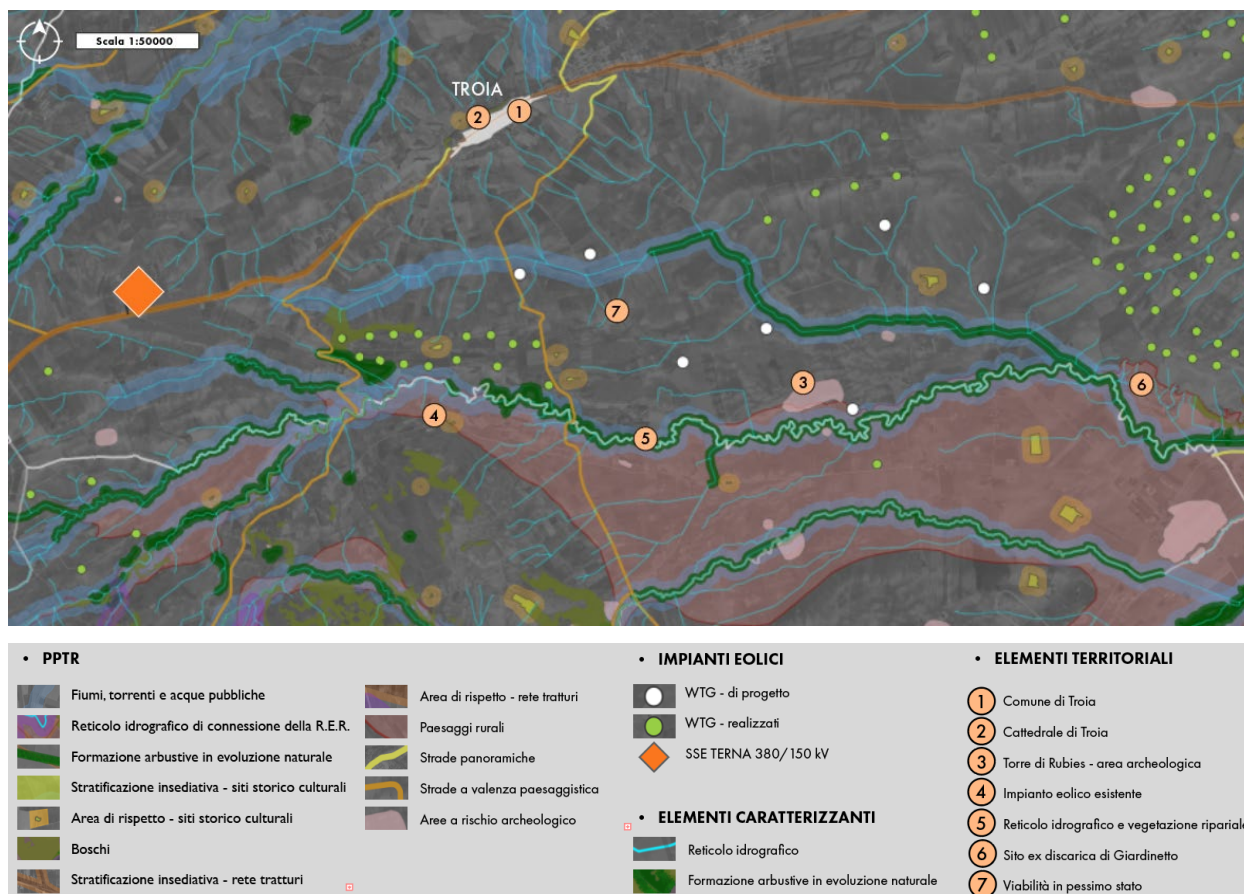 Scala 1:50000
TROIA
2
1
7
3
6
4
5
• PPTR
Fiumi, torrenti e acque pubbliche
Reticolo idrografico di connessione della R.E.R.
Formazione arbustive in evoluzione naturale
Stratificazione insediativa - siti storico culturali
Area di rispetto - siti storico culturali
Boschi
Stratificazione insediativa - rete tratturi
Area di rispetto - rete tratturi
Paesaggi rurali
Strade panoramiche
Strade a valenza paesaggistica
Aree a rischio archeologico
• IMPIANTI EOLICI
WTG - di progetto
WTG - realizzati
SSE TERNA 380/150 kV
• ELEMENTI CARATTERIZZANTI
Reticolo idrografico
Formazione arbustive in evoluzione naturale
• ELEMENTI TERRITORIALI
1 Comune di Troia
2 Cattedrale di Troia
3 Torre di Rubies - area archeologica
4 Impianto eolico esistente
5 Reticolo idrografico e vegetazione ripariale
6 Sito ex discarica di Giardinetto
7 Viabilità in pessimo stato